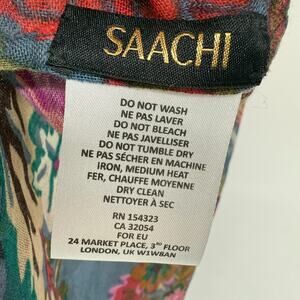 SAACHI
DO NOT WASH
NE PAS LAVER
DO NOT BLEACH
NE PAS JAVELLISER
DO NOT TUMBLE DRY
NE PAS SÉCHER EN MACHINE
IRON, MEDIUM HEAT
FER, CHAUFFE MOYENNE
DRY CLEAN
NETTOYER À SEC
RN 154323
CA 32054
FOR EU
24 MARKET PLACE, 3RD FLOOR
LONDON, UK W1W8AN